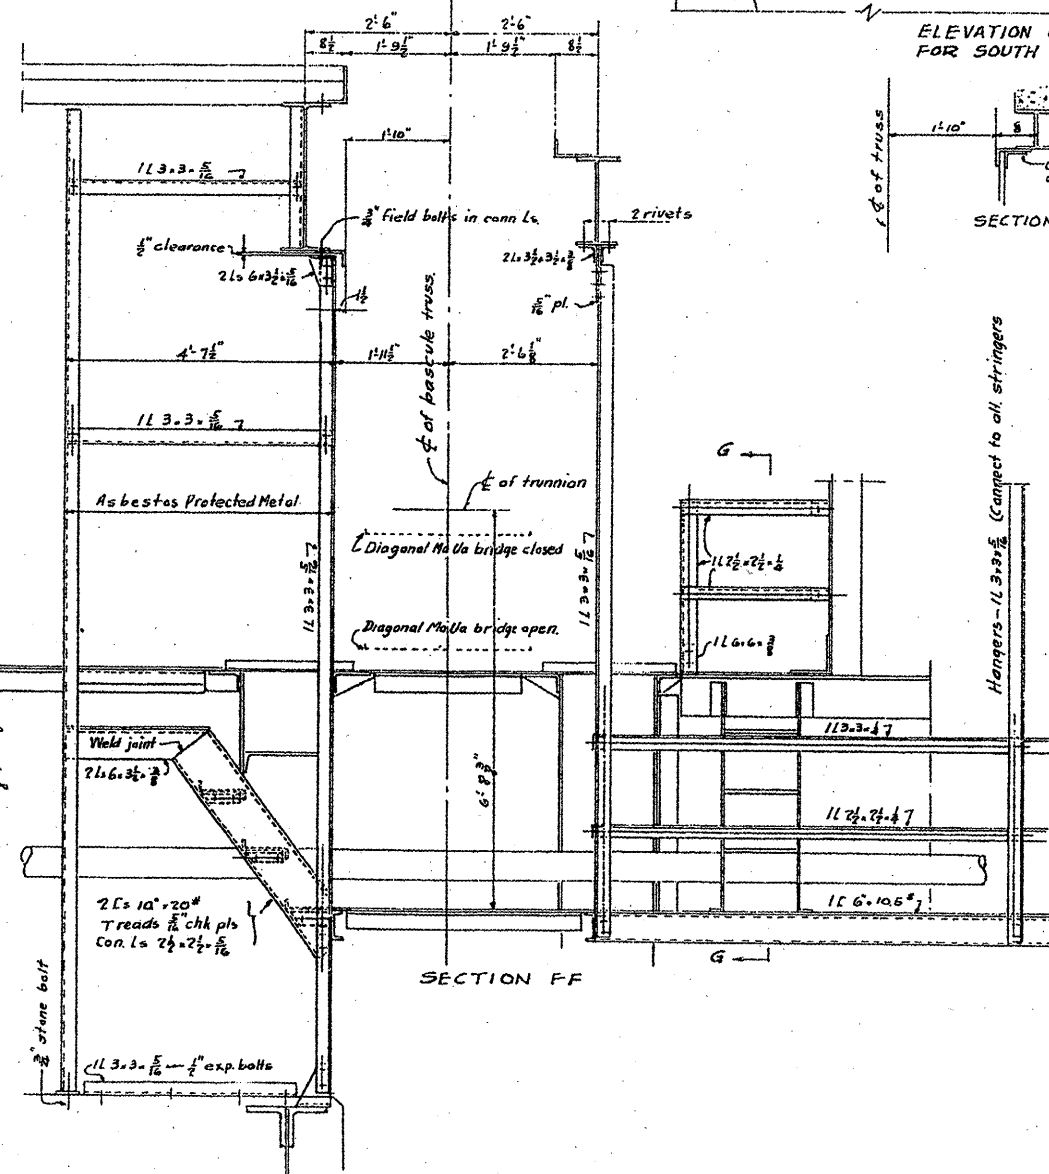 2'-6" 2'-6"
8½ 1'-9½" 1'-9½" 8½
ELEVATION
FOR SOUTH
1'-10"
1'-10" 8
℄ of truss
SECTION
1L 3×3×5/16
¾" Field bolts in conn Ls.
2 rivets
½" clearance
2Ls 6×3½×5/16
2Ls 3½×3½×3/8
1½
5/16" pl.
4'-7½" 1'-11½" 2'-6⅛"
℄ of bascule truss.
1L 3×3×5/16
Hangers-1L 3×3×5/16 (Connect to all stringers
G
℄ of trunnion
Asbestos Protected Metal
Diagonal Mo Ua bridge closed
1L 3×3×5/16
1L 3×3×5/16
1L 2½×2½×¼
Diagonal Mo Ua bridge open.
1L 6×6×3/8
Weld joint
2Ls 6×3½×3/8
6'-8¾"
1L 3×3×¼
1L 2½×2½×¼
2 [s 10"×20#
Treads 5/16" chk pls
Con. Ls 2½×2½×5/16
1[ 6"×10.5#
SECTION FF
G
¾" stone bolt
1L 3×3×5/16 — ½" exp. bolts